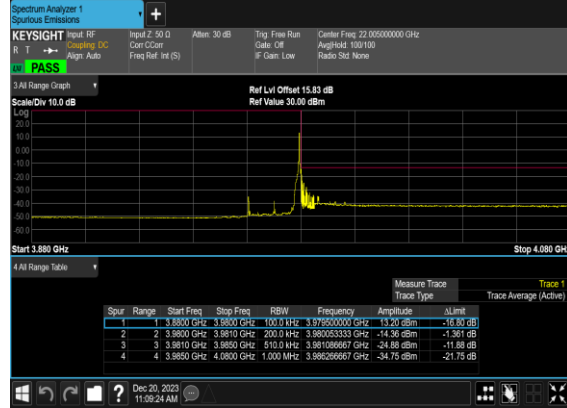 Spectrum Analyzer 1
Spurious Emissions
+
KEYSIGHT Input: RF Input Z: 50 Ω Atten: 30 dB Trig: Free Run Center Freq: 22.005000000 GHz
R T Coupling: DC Corr CCorr Gate: Off Avg|Hold: 100/100
Align: Auto Freq Ref: Int (S) IF Gain: Low Radio Std: None
PASS
3 All Range Graph
Ref Lvl Offset 15.83 dB
Scale/Div 10.0 dB Ref Value 30.00 dBm
Log
20.0
10.0
0.00
-10.0
-20.0
-30.0
-40.0
-50.0
-60.0
Start 3.880 GHz Stop 4.080 GHz
4 All Range Table
Measure Trace Trace 1
Trace Type Trace Average (Active)
Spur Range Start Freq Stop Freq RBW Frequency Amplitude ΔLimit
1 1 3.8800 GHz 3.9800 GHz 100.0 kHz 3.979500000 GHz 13.20 dBm -16.80 dB
2 2 3.9800 GHz 3.9810 GHz 200.0 kHz 3.980053333 GHz -14.36 dBm -1.361 dB
3 3 3.9810 GHz 3.9850 GHz 510.0 kHz 3.981086667 GHz -24.88 dBm -11.88 dB
4 4 3.9850 GHz 4.0800 GHz 1.000 MHz 3.986266667 GHz -34.75 dBm -21.75 dB
? Dec 20, 2023
11:09:24 AM